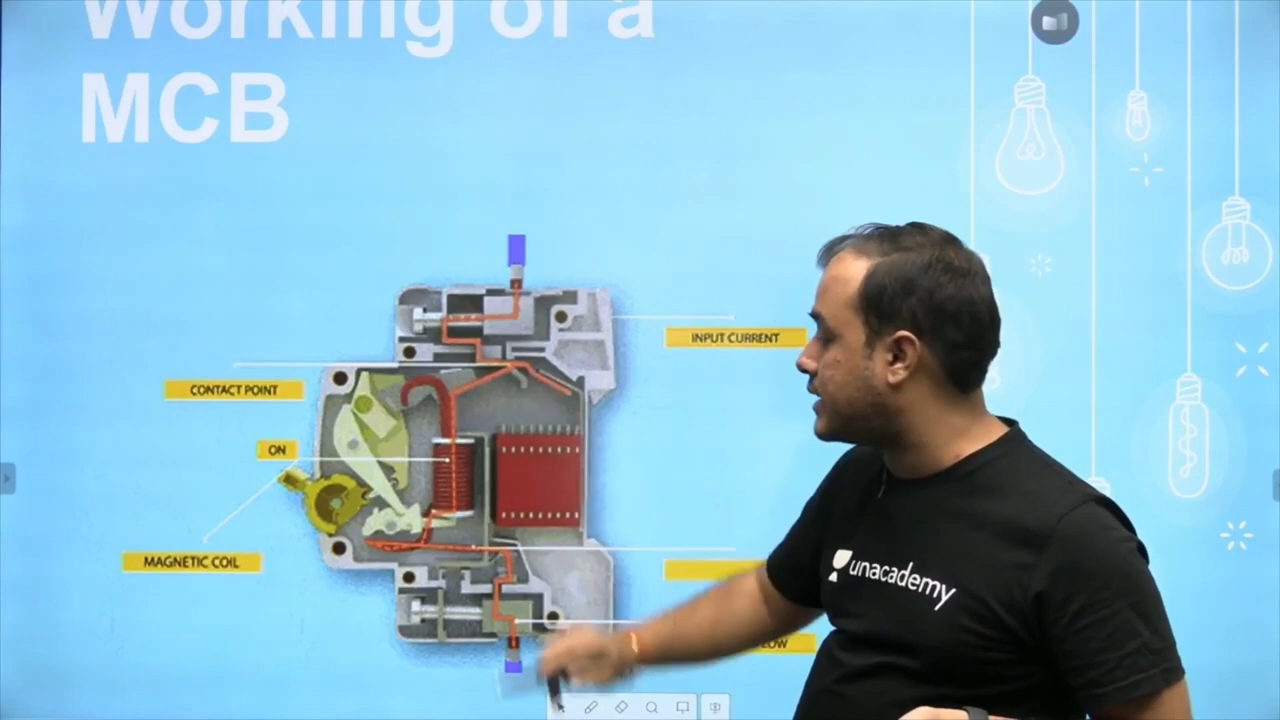 Working of a
MCB
INPUT CURRENT
CONTACT POINT
ON
MAGNETIC COIL
unacademy